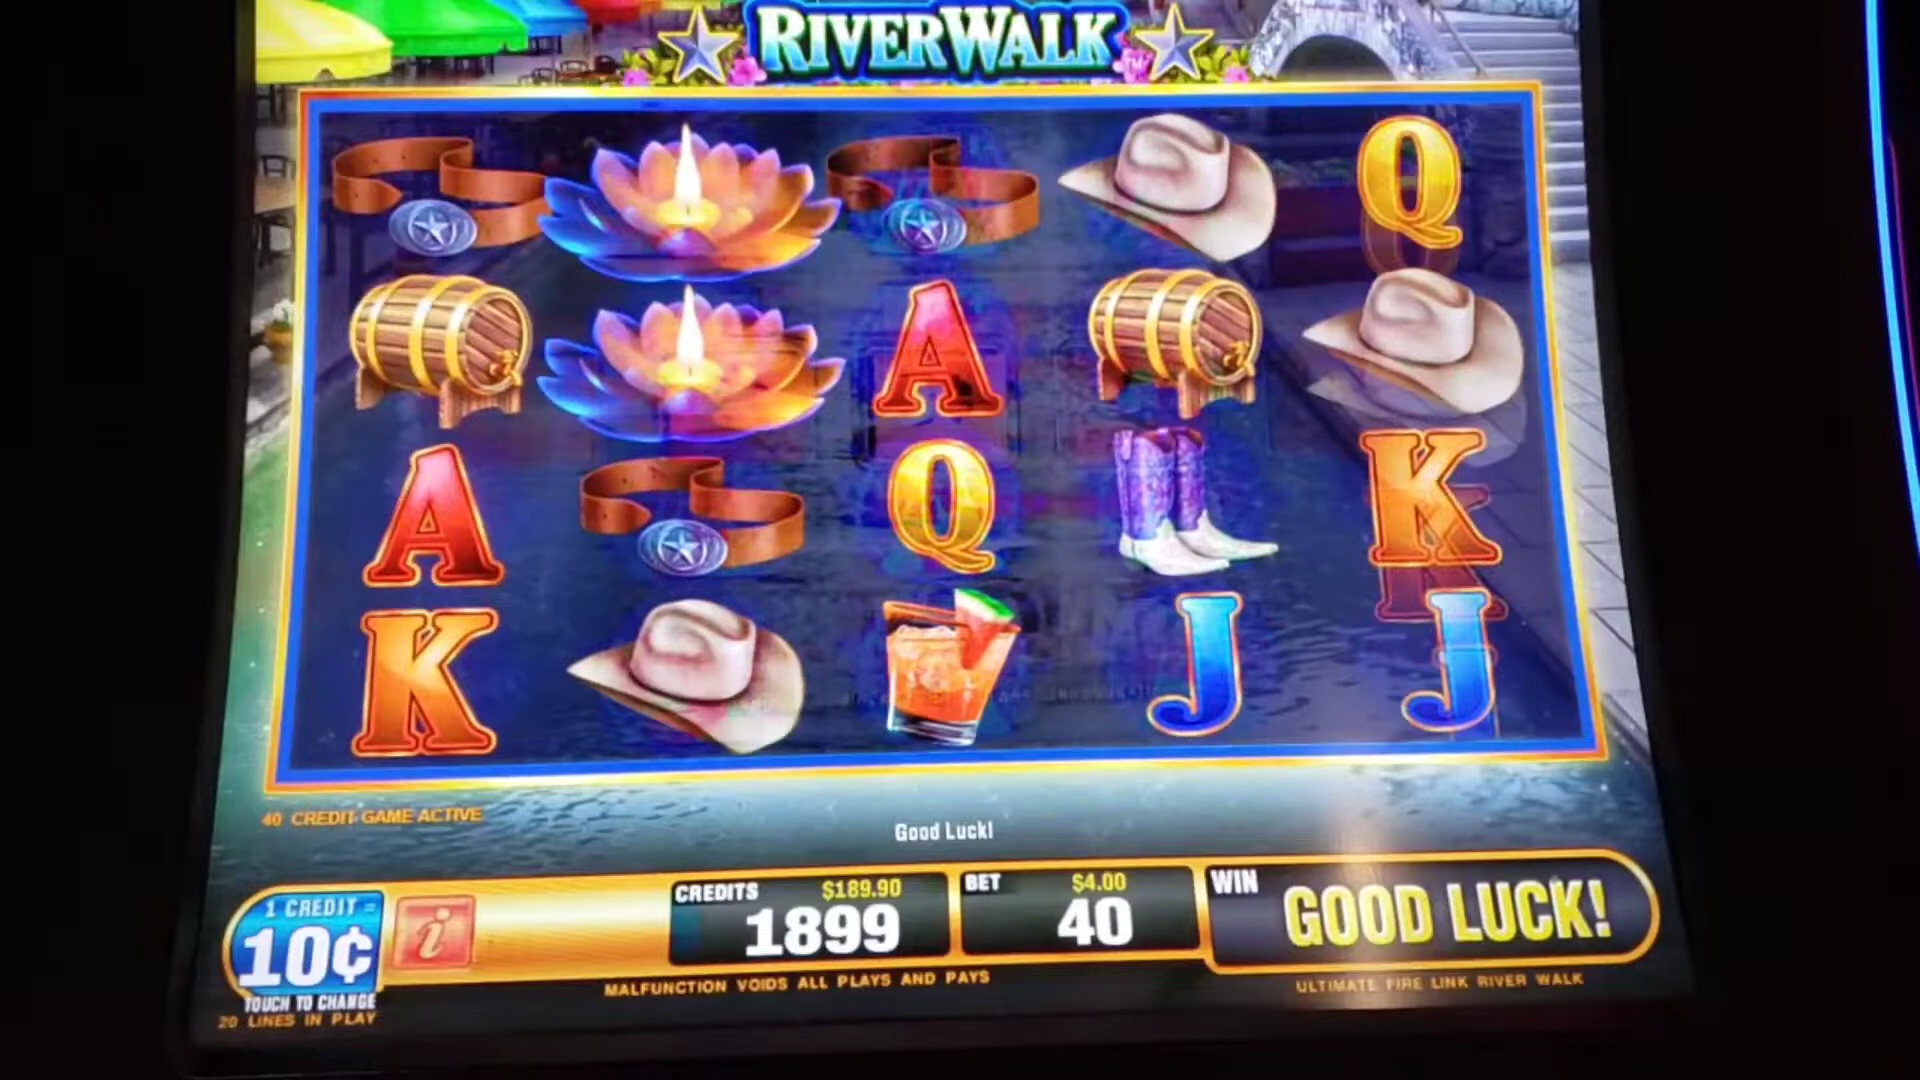 RIVER WALK
Q
A
A
Q
K
K
J
J
40 CREDIT GAME ACTIVE
Good Luck!
1 CREDIT =
10¢
TOUCH TO CHANGE
20 LINES IN PLAY
i
CREDITS $189.90
1899
BET $4.00
40
WIN GOOD LUCK!
MALFUNCTION VOIDS ALL PLAYS AND PAYS
ULTIMATE FIRE LINK RIVER WALK